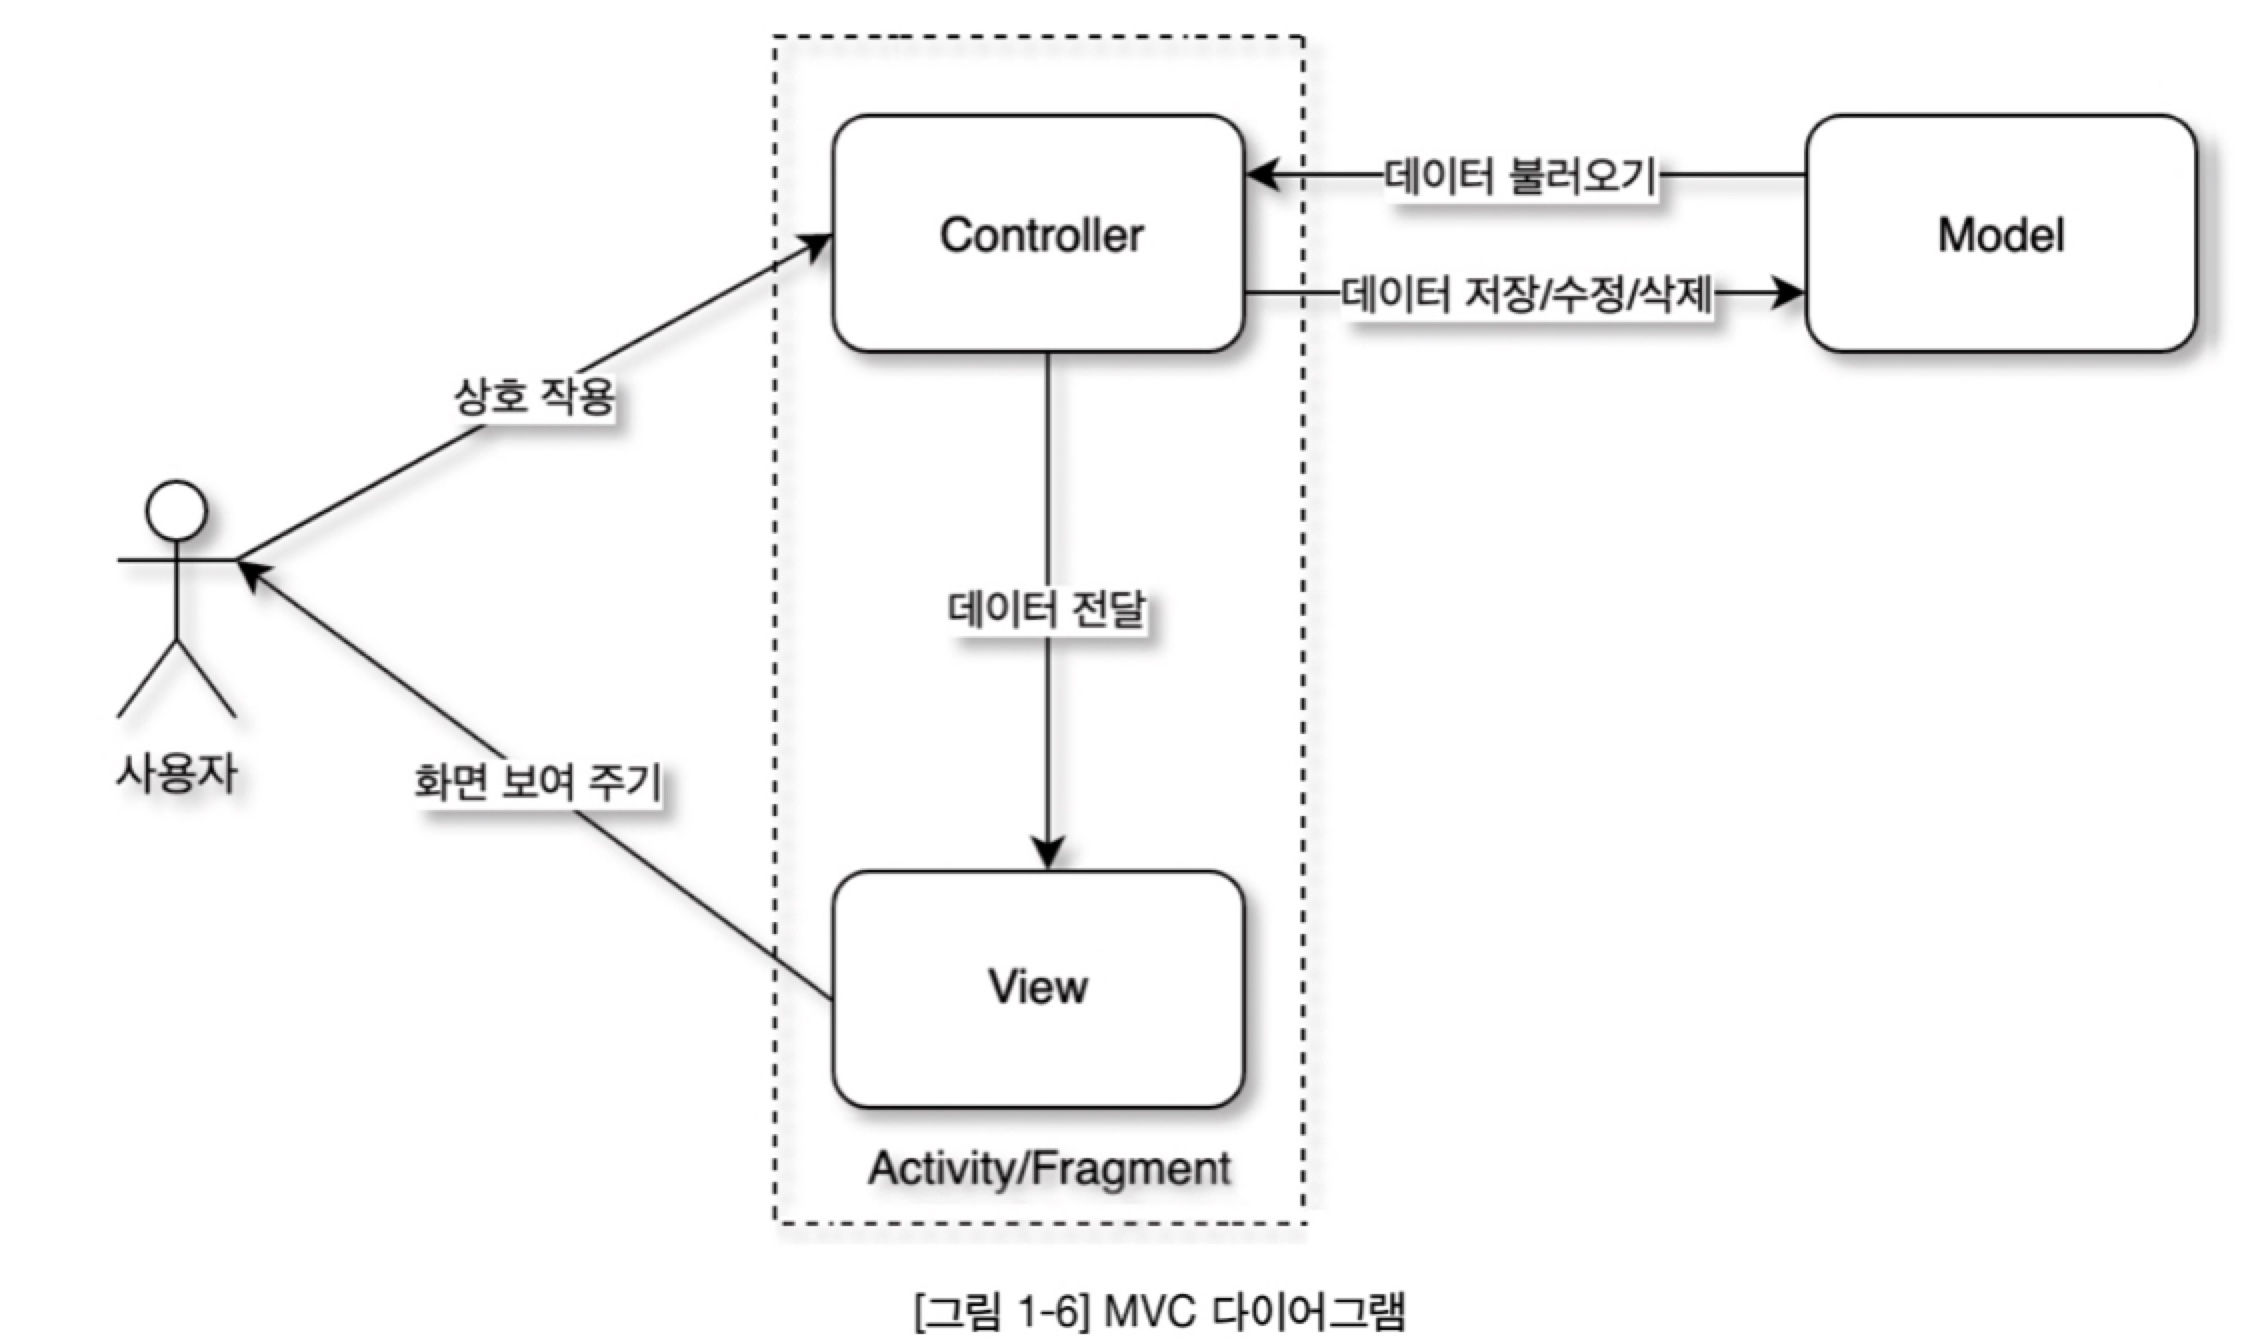 Controller
데이터 불러오기
Model
데이터 저장/수정/삭제
상호 작용
데이터 전달
사용자
화면 보여 주기
View
Activity/Fragment
[그림 1-6] MVC 다이어그램